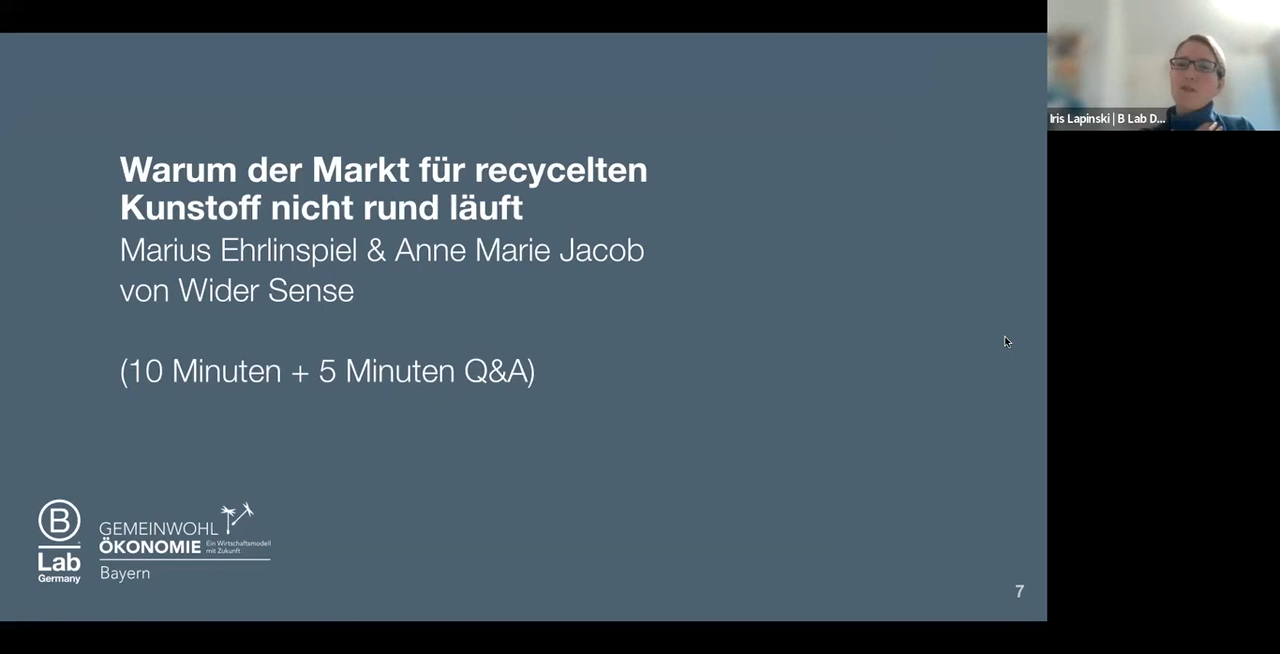 Warum der Markt für recycelten
Kunstoff nicht rund läuft
Marius Ehrlinspiel & Anne Marie Jacob
von Wider Sense
(10 Minuten + 5 Minuten Q&A)
Iris Lapinski | B Lab D...
B
Lab
Germany
GEMEINWOHL
ÖKONOMIE
Ein Wirtschaftsmodell
mit Zukunft
Bayern
7